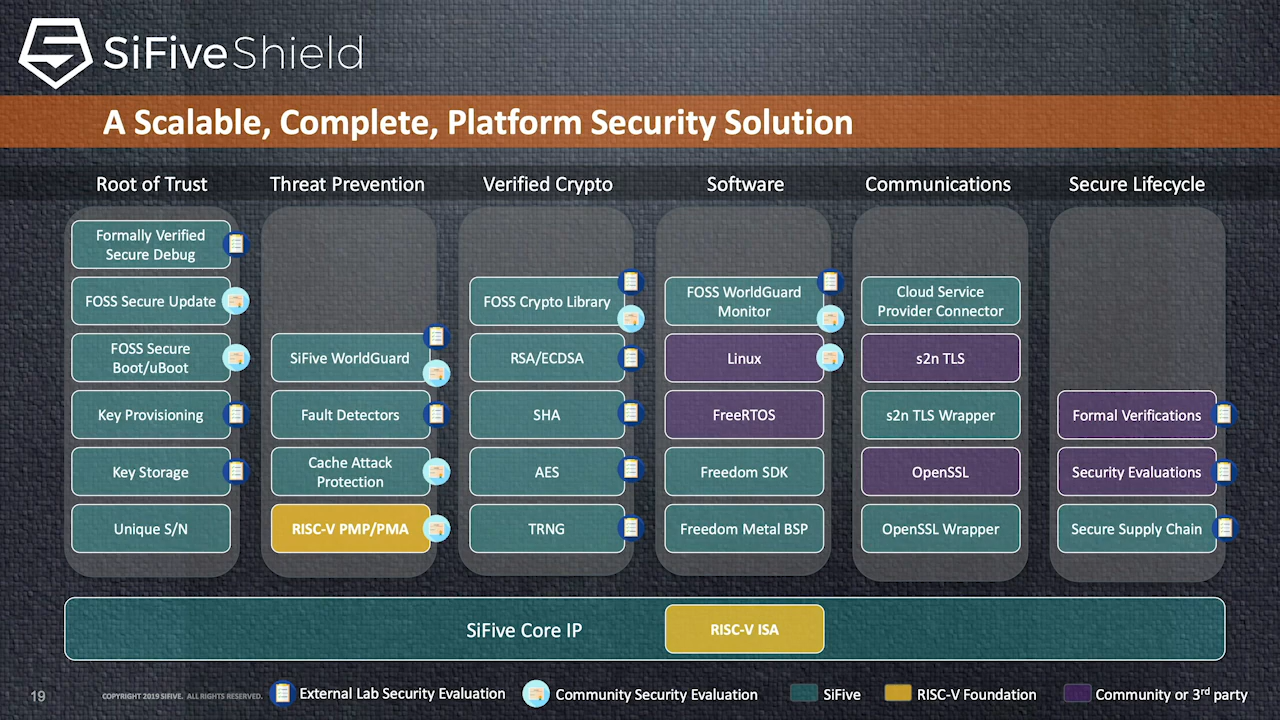 SiFive Shield
A Scalable, Complete, Platform Security Solution
Root of Trust
Threat Prevention
Verified Crypto
Software
Communications
Secure Lifecycle
Formally Verified
Secure Debug
FOSS Secure Update
FOSS Secure
Boot/uBoot
Key Provisioning
Key Storage
Unique S/N
SiFive WorldGuard
Fault Detectors
Cache Attack
Protection
RISC-V PMP/PMA
FOSS Crypto Library
RSA/ECDSA
SHA
AES
TRNG
FOSS WorldGuard
Monitor
Linux
FreeRTOS
Freedom SDK
Freedom Metal BSP
Cloud Service
Provider Connector
s2n TLS
s2n TLS Wrapper
OpenSSL
OpenSSL Wrapper
Formal Verifications
Security Evaluations
Secure Supply Chain
SiFive Core IP
RISC-V ISA
19
COPYRIGHT 2019 SIFIVE. ALL RIGHTS RESERVED.
External Lab Security Evaluation
Community Security Evaluation
SiFive
RISC-V Foundation
Community or 3rd party